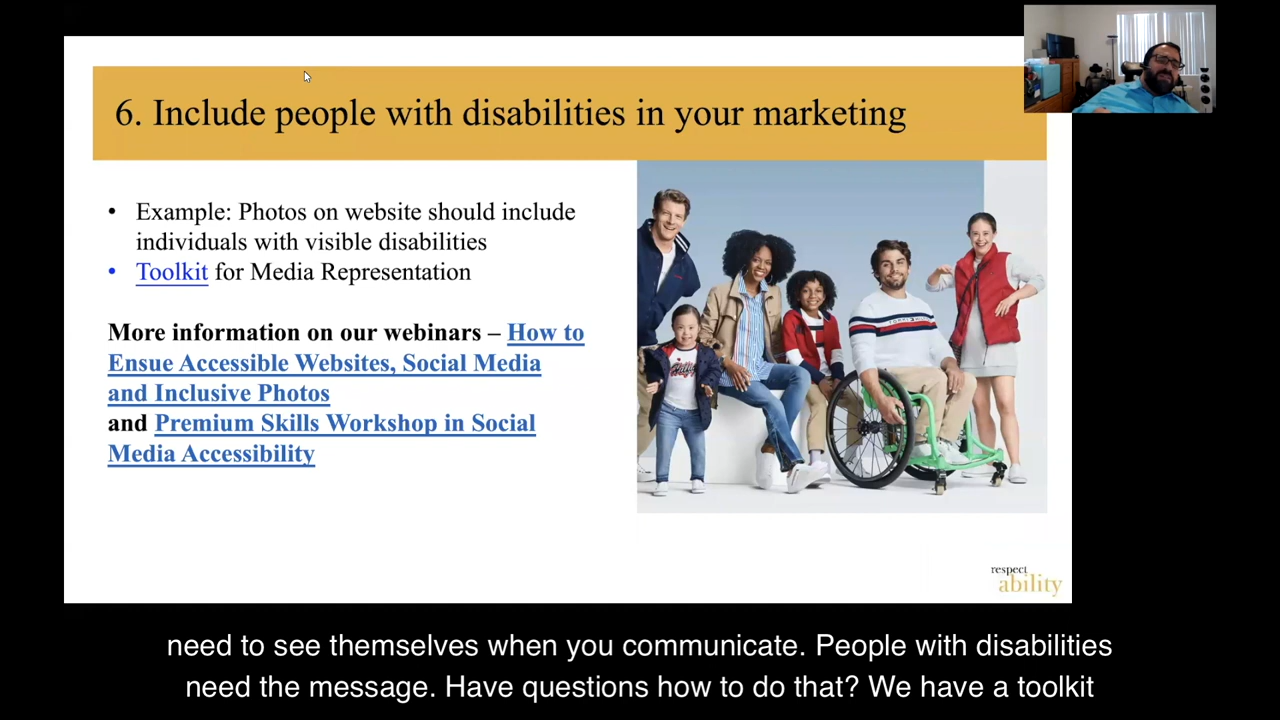 6. Include people with disabilities in your marketing
• Example: Photos on website should include
individuals with visible disabilities
• Toolkit for Media Representation
More information on our webinars – How to
Ensue Accessible Websites, Social Media
and Inclusive Photos
and Premium Skills Workshop in Social
Media Accessibility
respect
ability
need to see themselves when you communicate. People with disabilities
need the message. Have questions how to do that? We have a toolkit